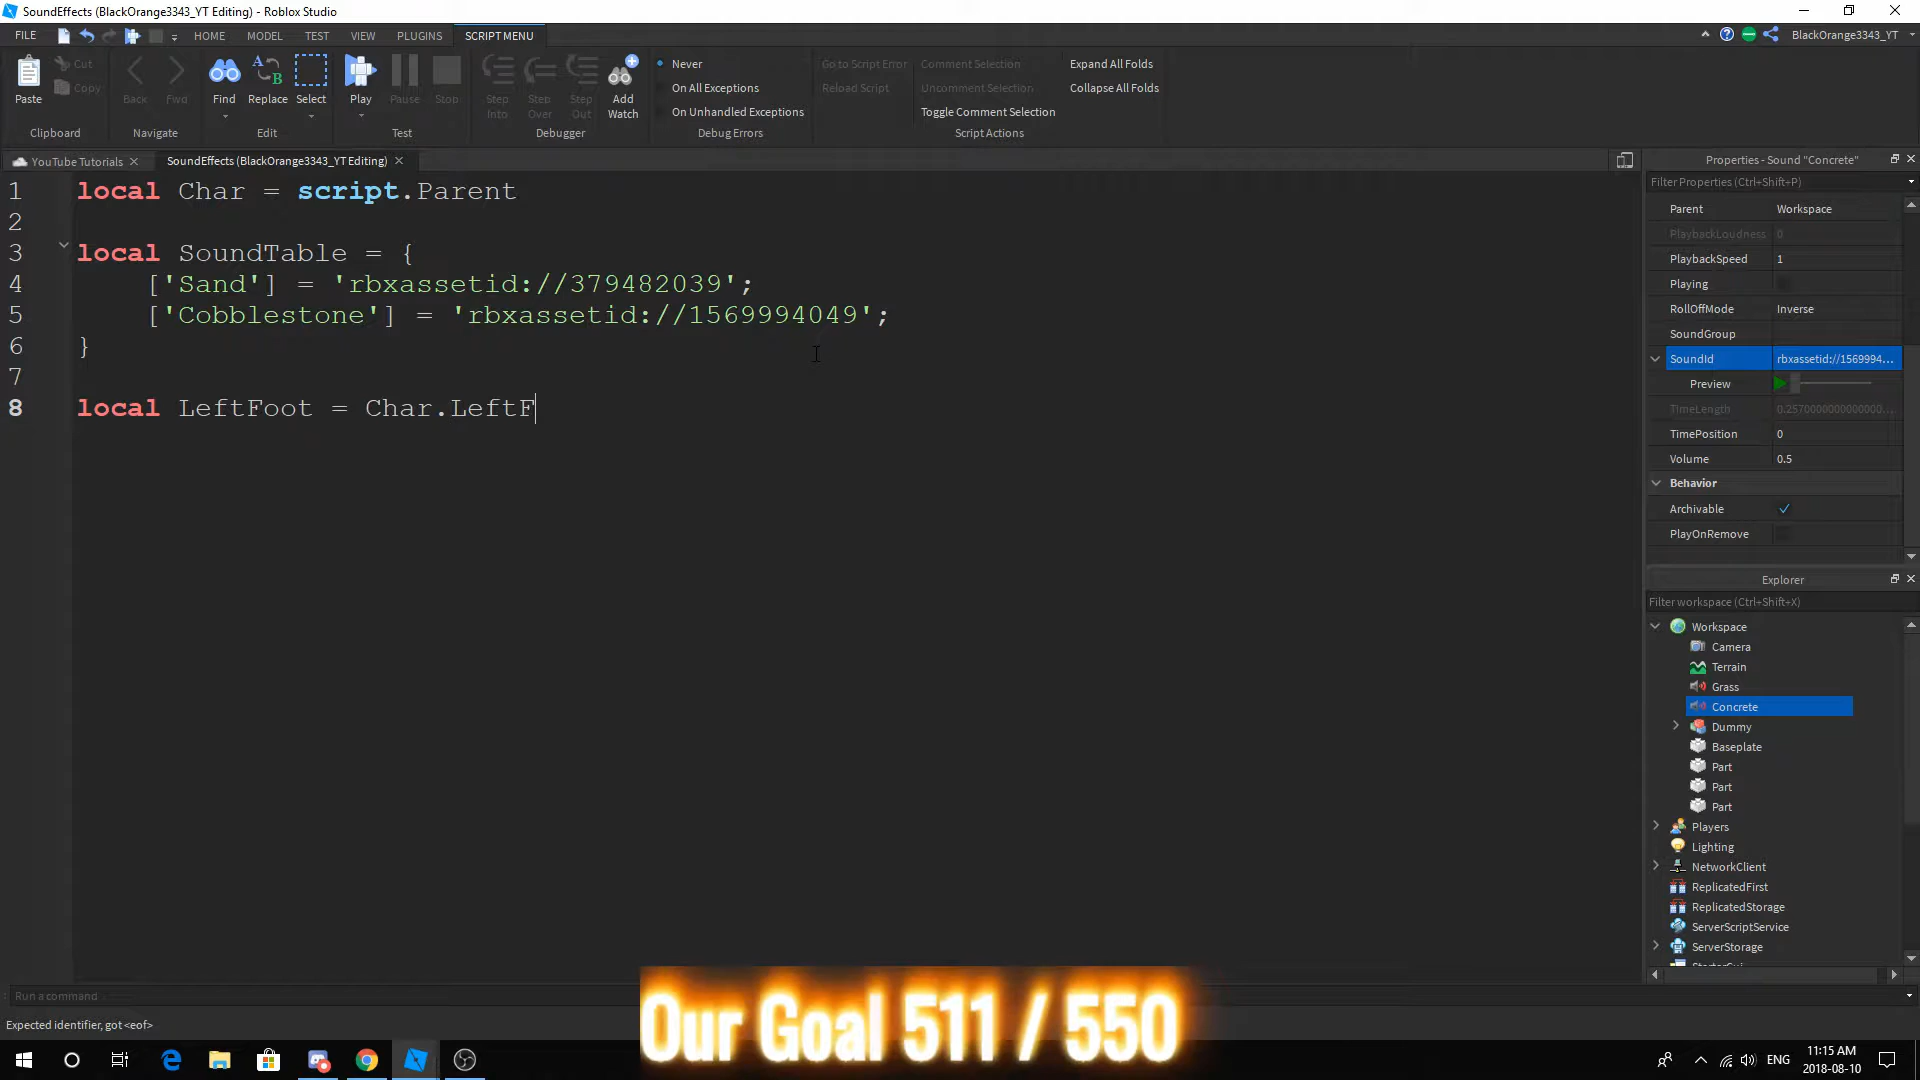 SoundEffects (BlackOrange3343_YT Editing) - Roblox Studio
FILE HOME MODEL TEST VIEW PLUGINS SCRIPT MENU BlackOrange3343_YT
Paste Cut Copy Back Fwd Find Replace Select Play Pause Stop Step Into Step Over Step Out Add Watch
Never
On All Exceptions
On Unhandled Exceptions
Go to Script Error
Reload Script
Comment Selection
Uncomment Selection
Toggle Comment Selection
Expand All Folds
Collapse All Folds
Clipboard Navigate Edit Test Debugger Debug Errors Script Actions
YouTube Tutorials SoundEffects (BlackOrange3343_YT Editing)
1 local Char = script.Parent
2
3 local SoundTable = {
4 ['Sand'] = 'rbxassetid://379482039';
5 ['Cobblestone'] = 'rbxassetid://1569994049';
6 }
7
8 local LeftFoot = Char.LeftF
Properties - Sound "Concrete"
Filter Properties (Ctrl+Shift+P)
Parent Workspace
PlaybackLoudness 0
PlaybackSpeed 1
Playing
RollOffMode Inverse
SoundGroup
SoundId rbxassetid://1569994...
Preview
TimeLength 0.2570000000000000...
TimePosition 0
Volume 0.5
Behavior
Archivable
PlayOnRemove
Explorer
Filter workspace (Ctrl+Shift+X)
Workspace
Camera
Terrain
Grass
Concrete
Dummy
Baseplate
Part
Part
Part
Players
Lighting
NetworkClient
ReplicatedFirst
ReplicatedStorage
ServerScriptService
ServerStorage
Run a command
Expected identifier, got <eof>
Our Goal 511 / 550
ENG
11:15 AM
2018-08-10